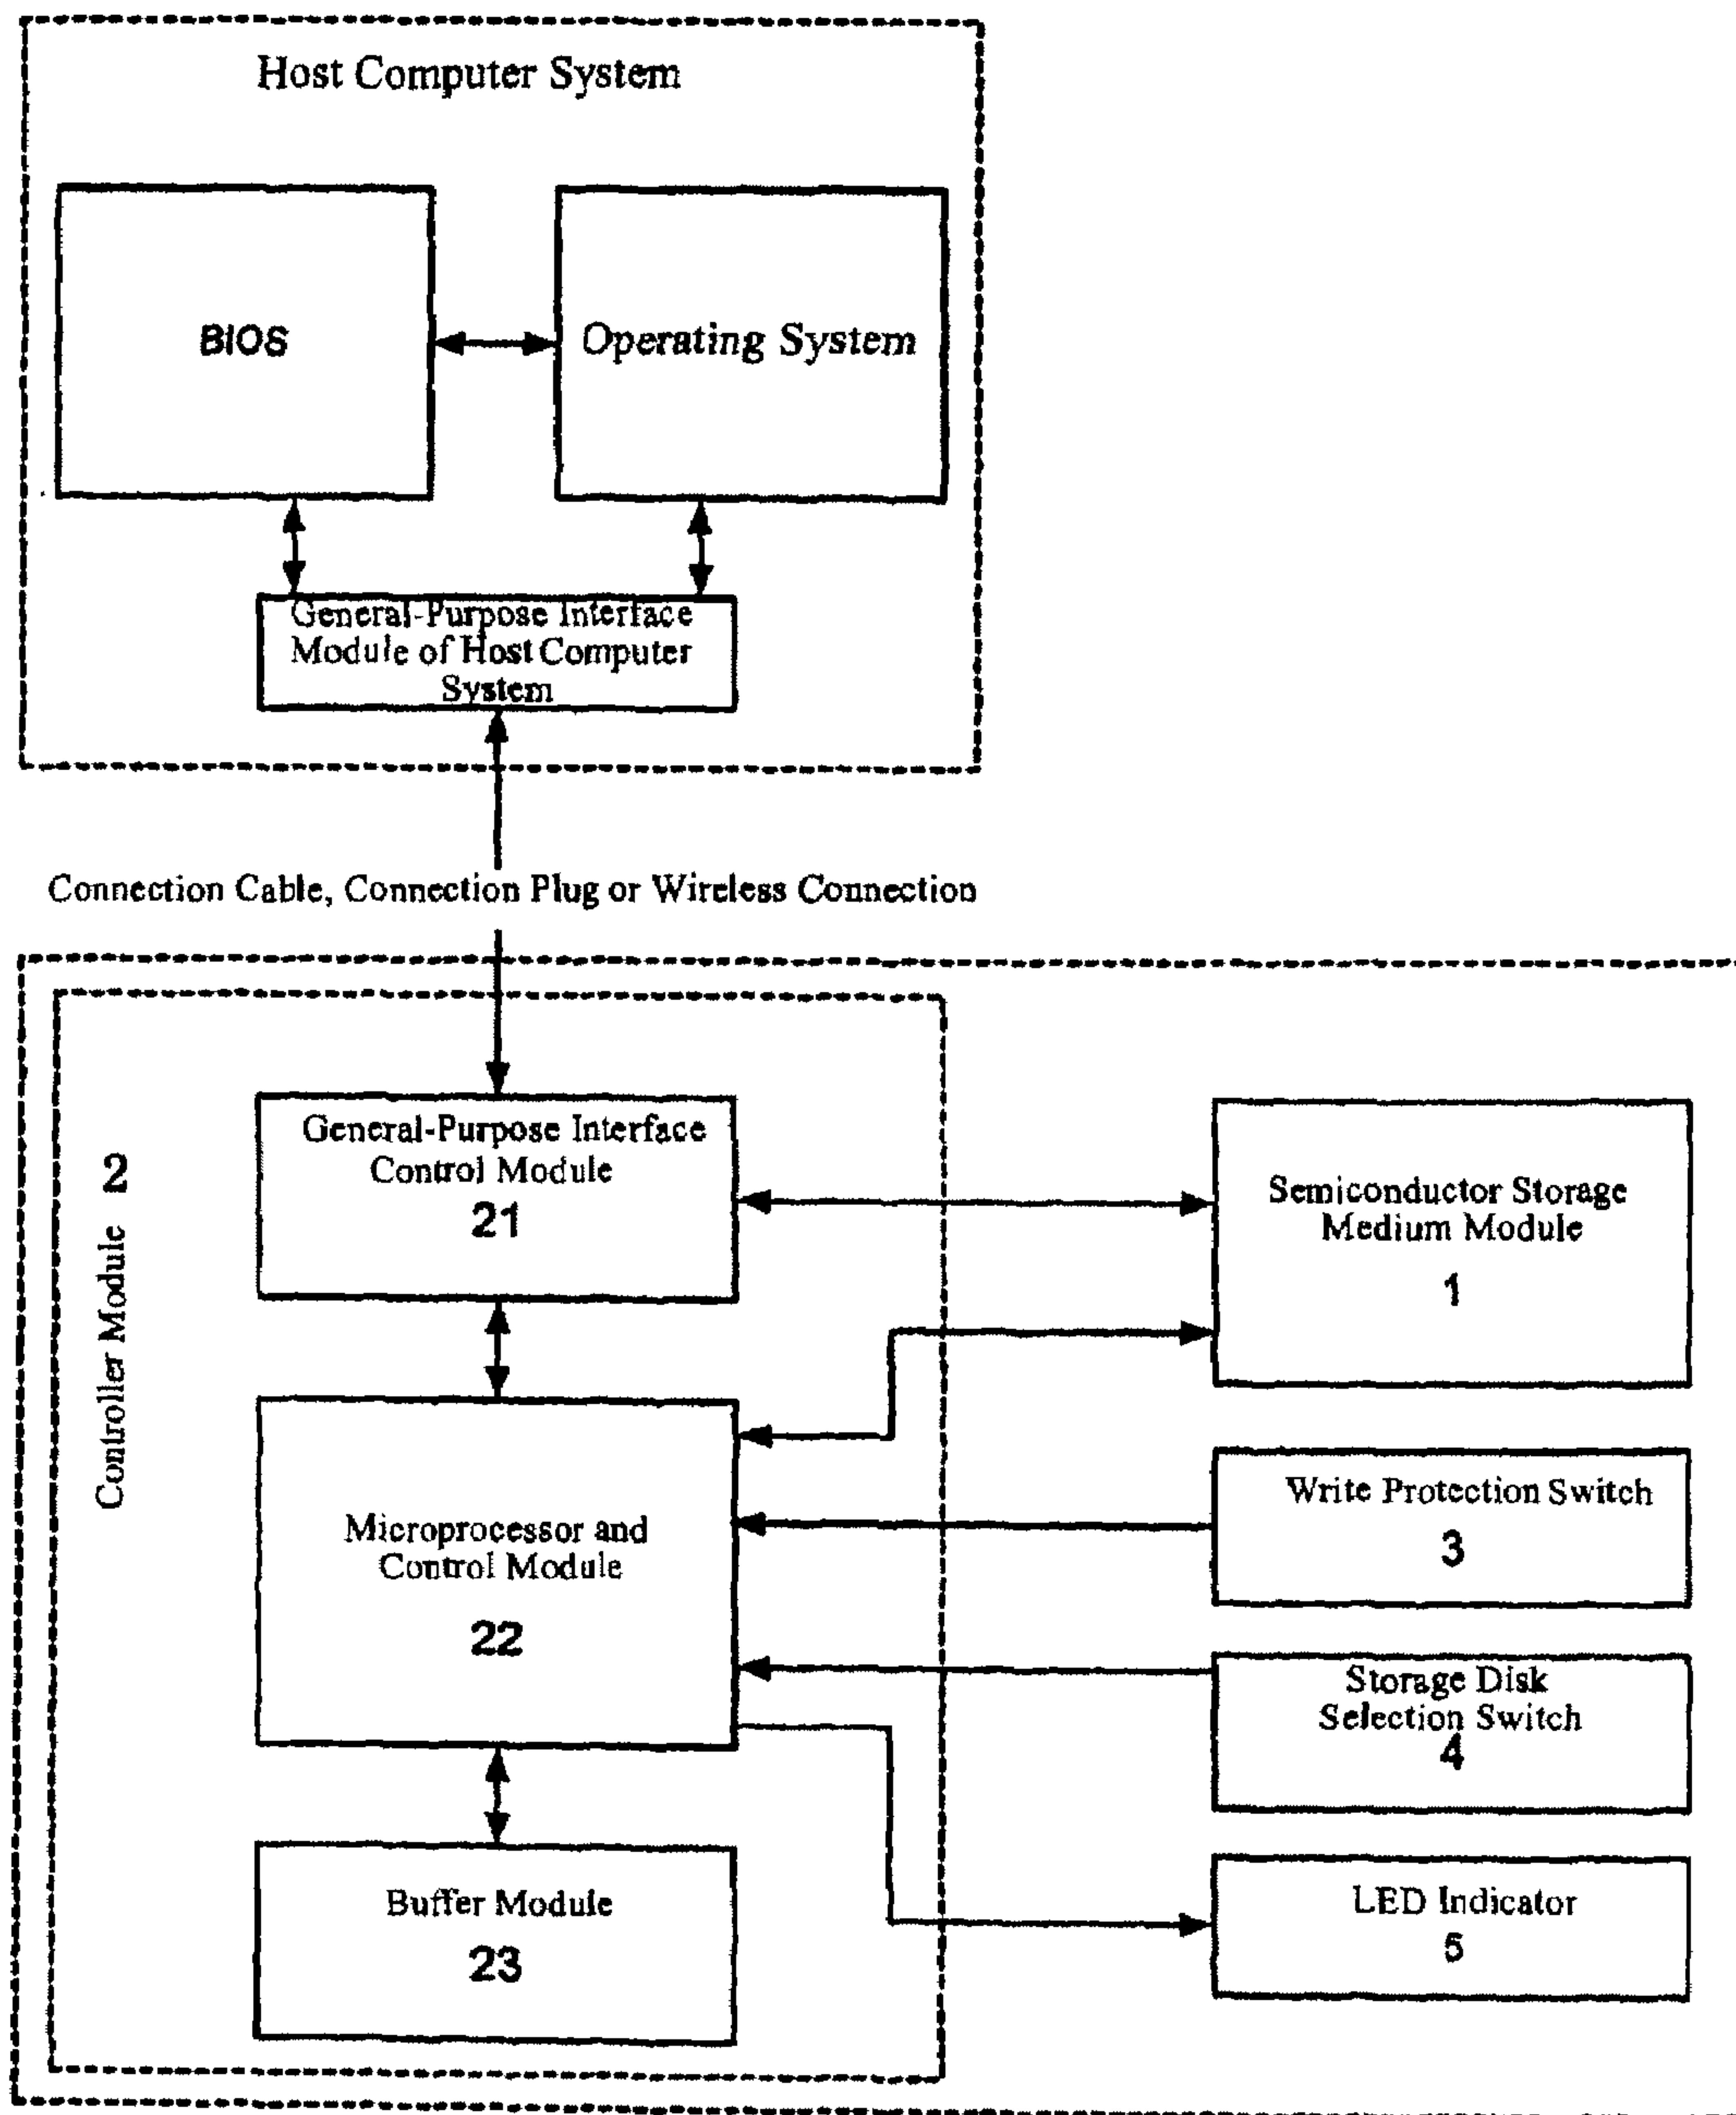 Host Computer System
BIOS
Operating System
General-Purpose Interface
Module of Host Computer
System
Connection Cable, Connection Plug or Wireless Connection
Controller Module 2
General-Purpose Interface
Control Module
21
Semiconductor Storage
Medium Module
1
Microprocessor and
Control Module
22
Write Protection Switch
3
Storage Disk
Selection Switch
4
Buffer Module
23
LED Indicator
5